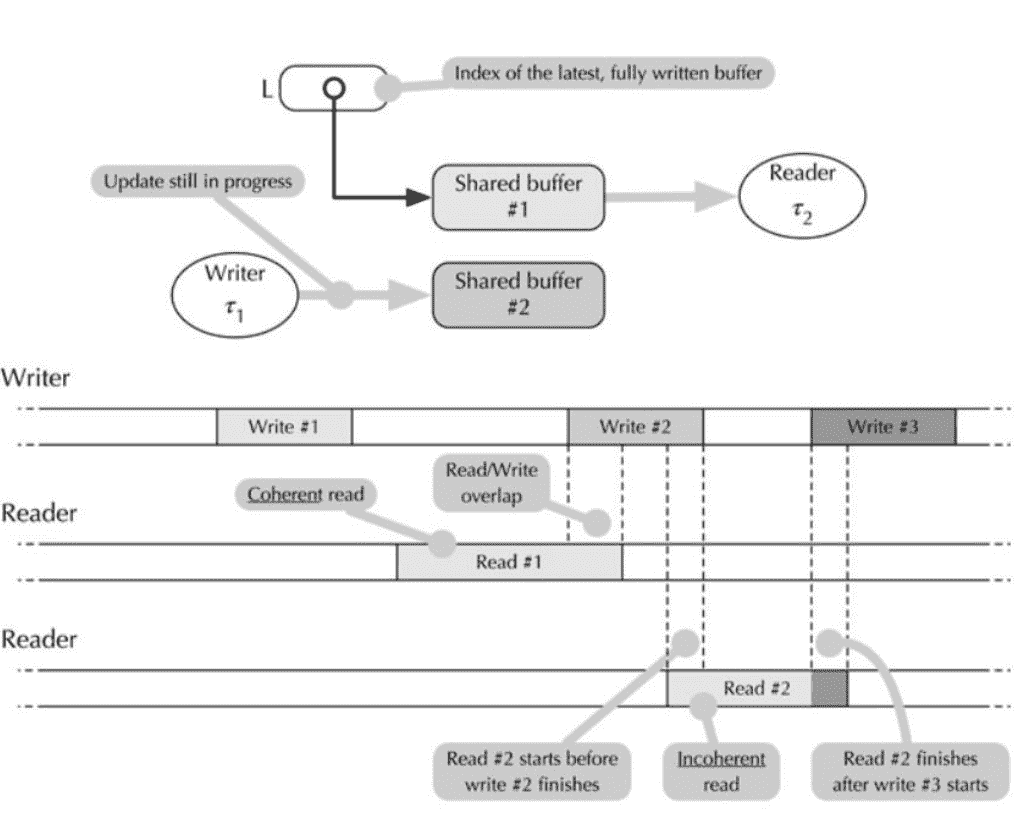 L
Index of the latest, fully written buffer
Update still in progress
Shared buffer
#1
Reader
τ2
Writer
τ1
Shared buffer
#2
Writer
Write #1
Write #2
Write #3
Coherent read
Read/Write
overlap
Reader
Read #1
Reader
Read #2
Read #2 starts before
write #2 finishes
Incoherent
read
Read #2 finishes
after write #3 starts